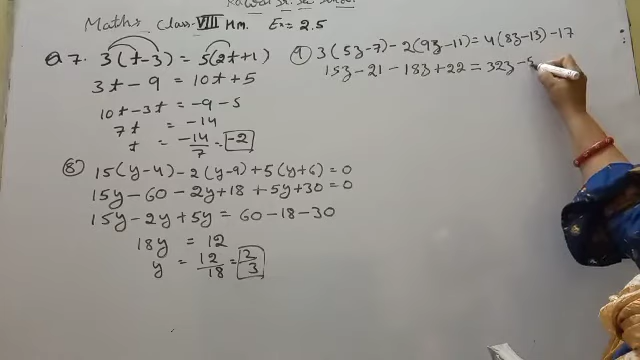 Maths Class VIII HM. Ex = 2.5
Q 7. 3(t-3) = 5(2t+1)
3t - 9 = 10t + 5
10t - 3t = -9 - 5
7t = -14
t = -14/7 = -2
(8) 15(y-4) - 2(y-9) + 5(y+6) = 0
15y - 60 - 2y + 18 + 5y + 30 = 0
15y - 2y + 5y = 60 - 18 - 30
18y = 12
y = 12/18 = 2/3
(9) 3(5z-7) - 2(9z-11) = 4(8z-13) - 17
15z - 21 - 18z + 22 = 32z - 5